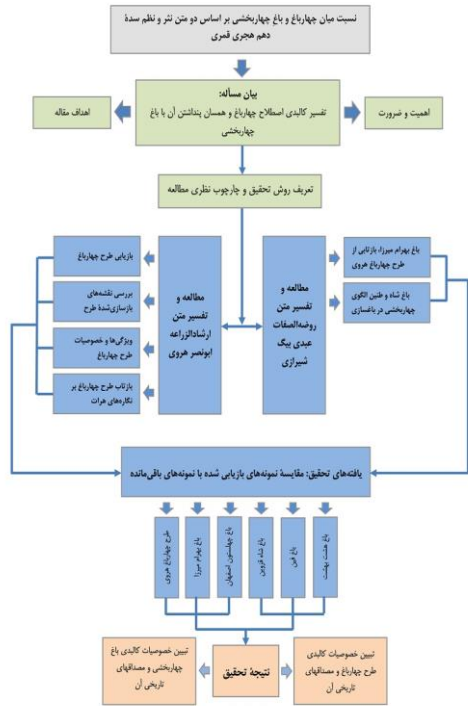 نسبت میان چهارباغ و باغ چهاربخشی بر اساس دو متن نثر و نظم سدهٔ
دهم هجری قمری
بیان مسأله:
تفسیر کالبدی اصطلاح چهارباغ و همسان پنداشتن آن با باغ
چهاربخشی
اهمیت و ضرورت
اهداف مقاله
تعریف روش تحقیق و چارچوب نظری مطالعه
باغ بهرام میرزا، بازتابی از
طرح چهارباغ هروی
باغ شاه و طنین الگوی
چهاربخشی در باغسازی
مطالعه و
تفسیر متن
روضه‌الصفات
عبدی بیگ
شیرازی
مطالعه و
تفسیر متن
ارشادالزراعه
ابونصر هروی
بازیابی طرح چهارباغ
بررسی نقشه‌های
بازسازی‌شدهٔ طرح
ویژگی‌ها و خصوصیات
طرح چهارباغ
بازتاب طرح چهارباغ بر
نگاره‌های هرات
یافته‌های تحقیق: مقایسهٔ نمونه‌های بازیابی شده با نمونه‌های باقی‌مانده
باغ هشت بهشت
باغ فین
باغ شاه قزوین
باغ چهلستون اصفهان
باغ بهرام میرزا
طرح چهارباغ هروی
تبیین خصوصیات کالبدی
طرح چهارباغ و مصداقهای
تاریخی آن
نتیجهٔ تحقیق
تبیین خصوصیات کالبدی باغ
چهاربخشی و مصداقهای
تاریخی آن